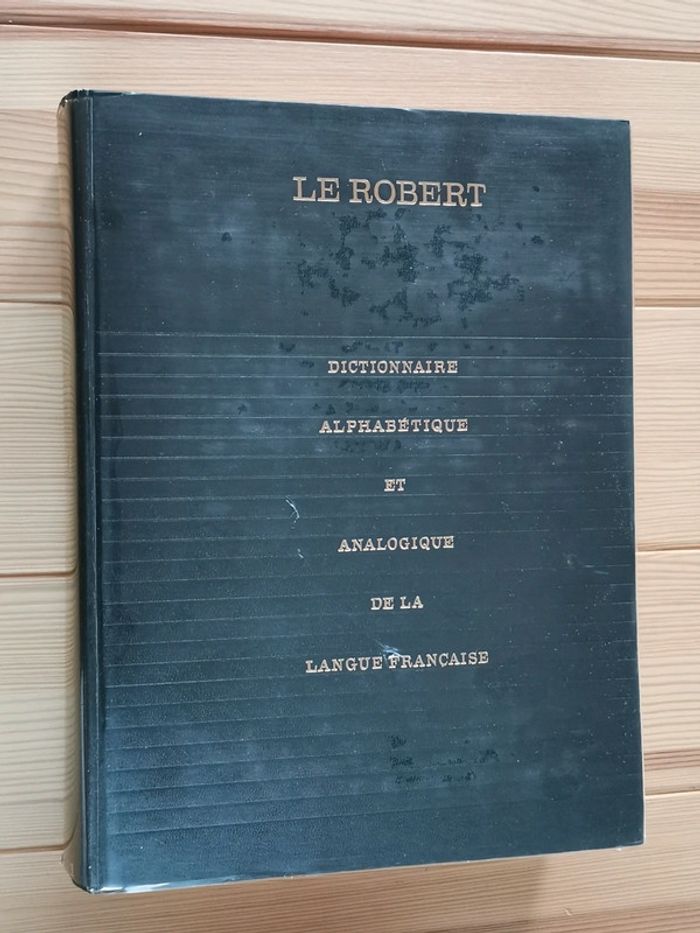 LE ROBERT
DICTIONNAIRE
ALPHABÉTIQUE
ET
ANALOGIQUE
DE LA
LANGUE FRANÇAISE